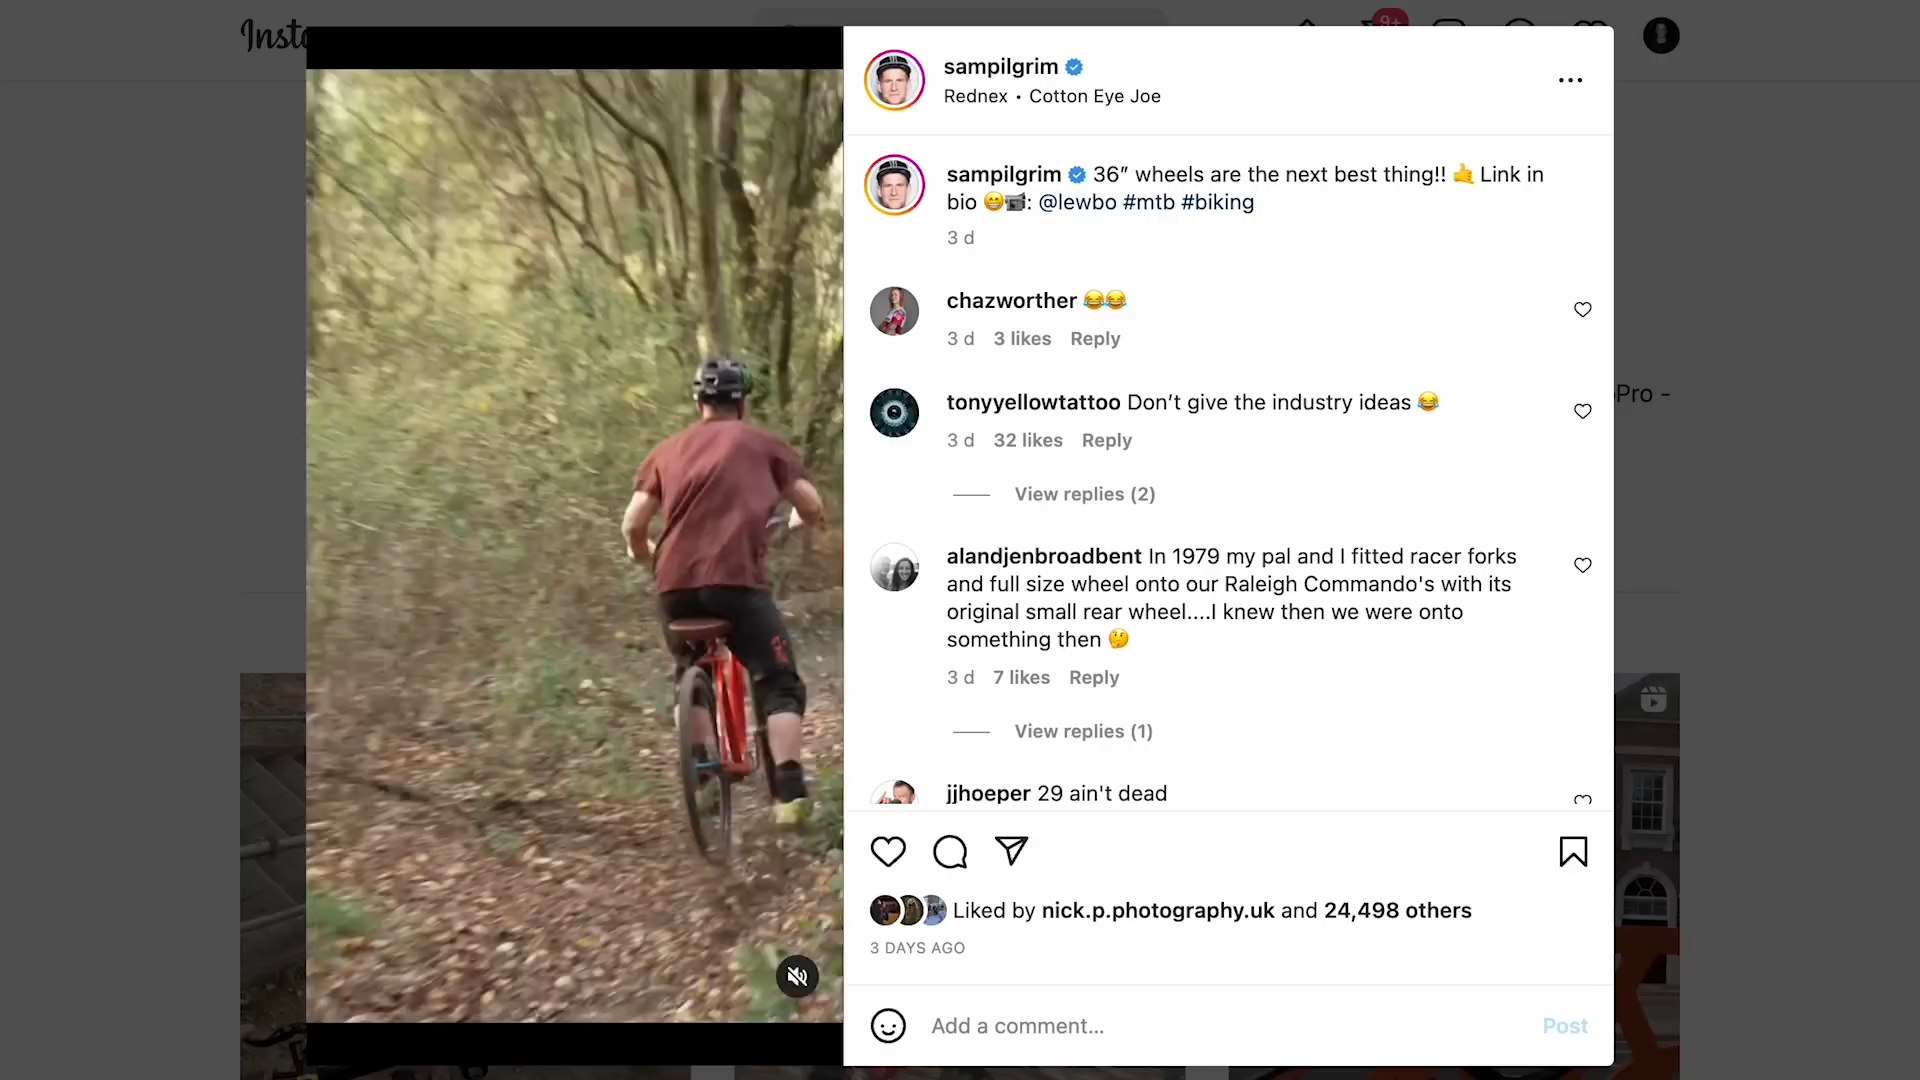 Insta
9+
sampilgrim
Rednex • Cotton Eye Joe
sampilgrim 36″ wheels are the next best thing!! 🤙 Link in
bio 😁📹: @lewbo #mtb #biking
3 d
chazworther 😂😂
3 d 3 likes Reply
tonyyellowtattoo Don’t give the industry ideas 😂
3 d 32 likes Reply
View replies (2)
alandjenbroadbent In 1979 my pal and I fitted racer forks
and full size wheel onto our Raleigh Commando's with its
original small rear wheel....I knew then we were onto
something then 🤔
3 d 7 likes Reply
View replies (1)
jjhoeper 29 ain't dead
Liked by nick.p.photography.uk and 24,498 others
3 DAYS AGO
Add a comment...
Post
Pro -